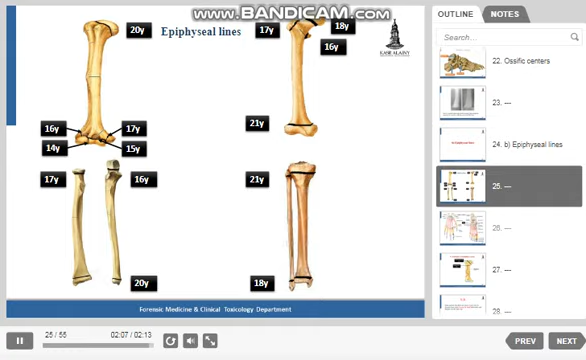 www.BANDICAM.com
OUTLINE
NOTES
Search...
Epiphyseal lines
KASR ALAINY
20y
17y
18y
16y
16y
17y
14y
15y
21y
17y
16y
21y
20y
18y
Forensic Medicine & Clinical Toxicology Department
22. Ossific centers
23. —
24. b) Epiphyseal lines
25. —
26. —
27. —
28. —
25 / 55
02:07 / 02:13
PREV
NEXT